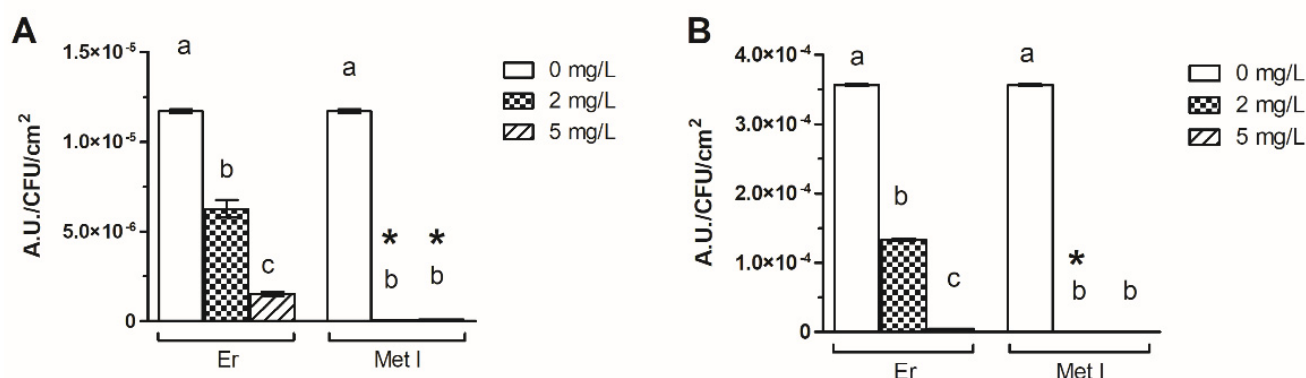 A
A.U./CFU/cm²
1.5×10⁻⁵
1.0×10⁻⁵
5.0×10⁻⁶
0
a
b
c
a
*
b
*
b
Er
Met I
0 mg/L
2 mg/L
5 mg/L
B
A.U./CFU/cm²
4.0×10⁻⁴
3.0×10⁻⁴
2.0×10⁻⁴
1.0×10⁻⁴
0
a
b
c
a
*
b
b
Er
Met I
0 mg/L
2 mg/L
5 mg/L